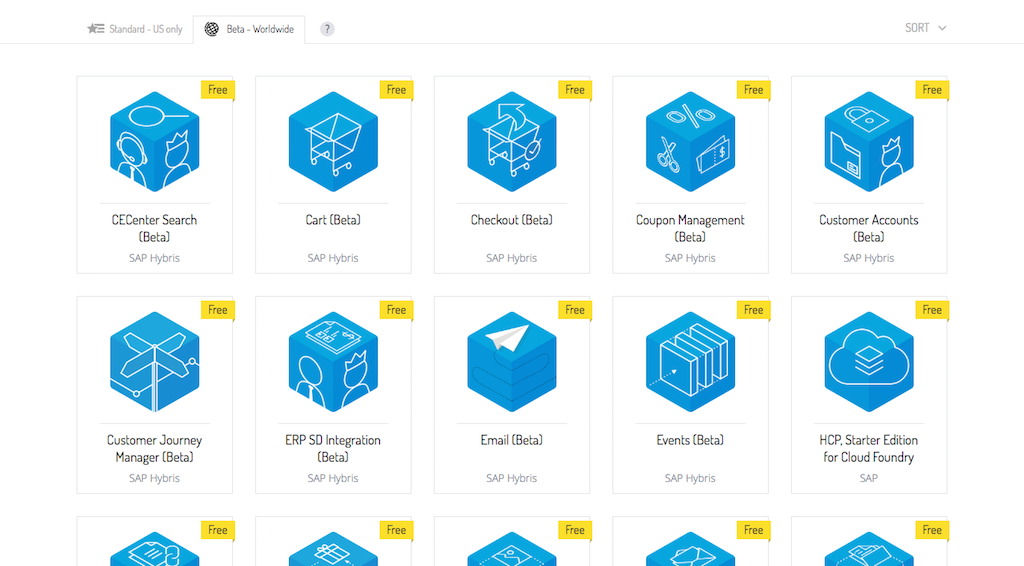 Standard - US only
Beta - Worldwide
?
SORT
Free
Free
Free
Free
Free
%
$
CECenter Search
(Beta)
SAP Hybris
Cart (Beta)
SAP Hybris
Checkout (Beta)
SAP Hybris
Coupon Management
(Beta)
SAP Hybris
Customer Accounts
(Beta)
SAP Hybris
Free
Free
Free
Free
Free
$
Customer Journey
Manager (Beta)
SAP Hybris
ERP SD Integration
(Beta)
SAP Hybris
Email (Beta)
SAP Hybris
Events (Beta)
SAP Hybris
HCP, Starter Edition
for Cloud Foundry
SAP
Free
Free
Free
Free
Free